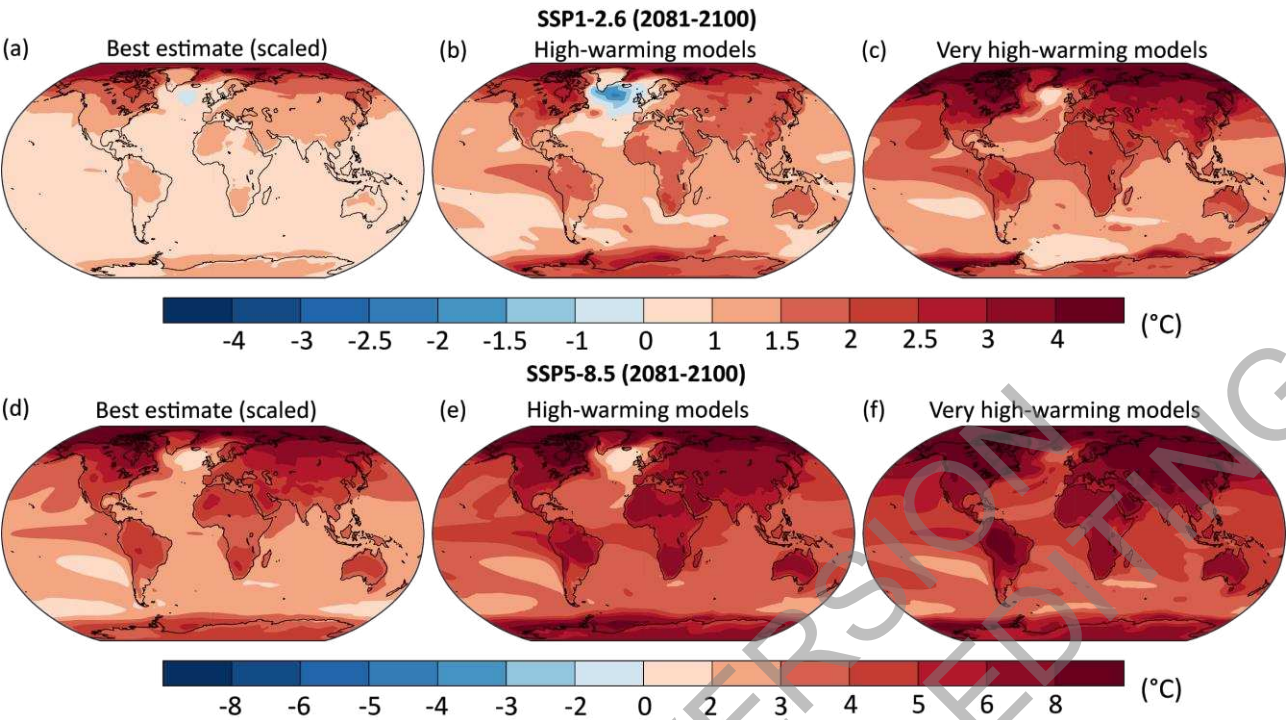 SSP1-2.6 (2081-2100)
(a) Best estimate (scaled) (b) High-warming models (c) Very high-warming models
-4 -3 -2.5 -2 -1.5 -1 0 1 1.5 2 2.5 3 4 (°C)
SSP5-8.5 (2081-2100)
(d) Best estimate (scaled) (e) High-warming models (f) Very high-warming models
-8 -6 -5 -4 -3 -2 0 2 3 4 5 6 8 (°C)
VERSION
EDITING